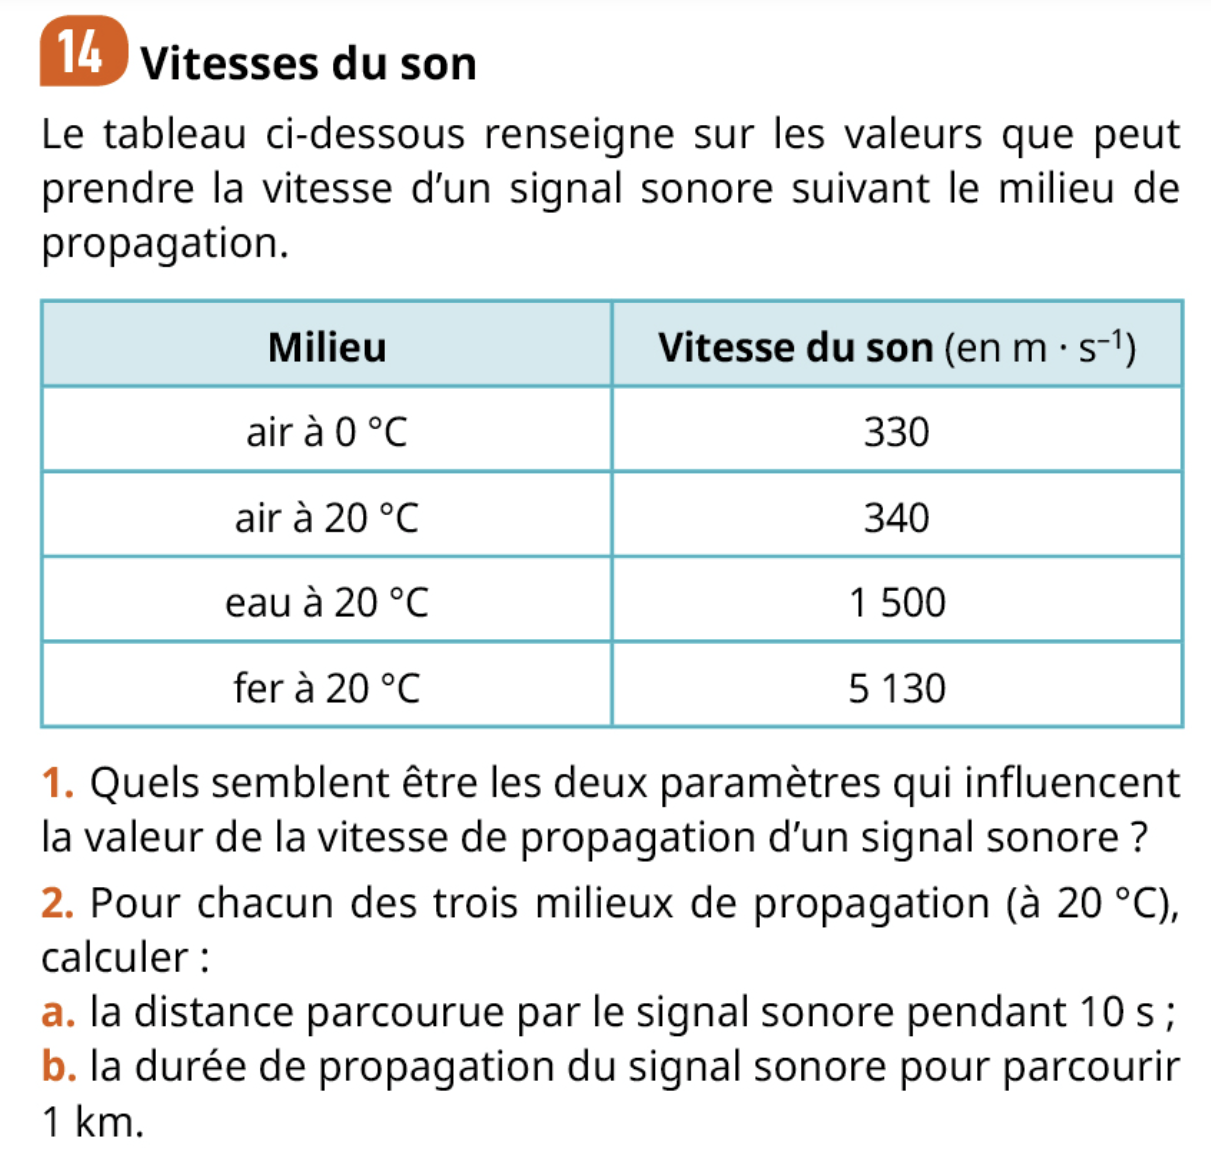 14 Vitesses du son
Le tableau ci-dessous renseigne sur les valeurs que peut
prendre la vitesse d’un signal sonore suivant le milieu de
propagation.
Milieu Vitesse du son (en m · s⁻¹)
air à 0 °C 330
air à 20 °C 340
eau à 20 °C 1 500
fer à 20 °C 5 130
1. Quels semblent être les deux paramètres qui influencent
la valeur de la vitesse de propagation d’un signal sonore ?
2. Pour chacun des trois milieux de propagation (à 20 °C),
calculer :
a. la distance parcourue par le signal sonore pendant 10 s ;
b. la durée de propagation du signal sonore pour parcourir
1 km.